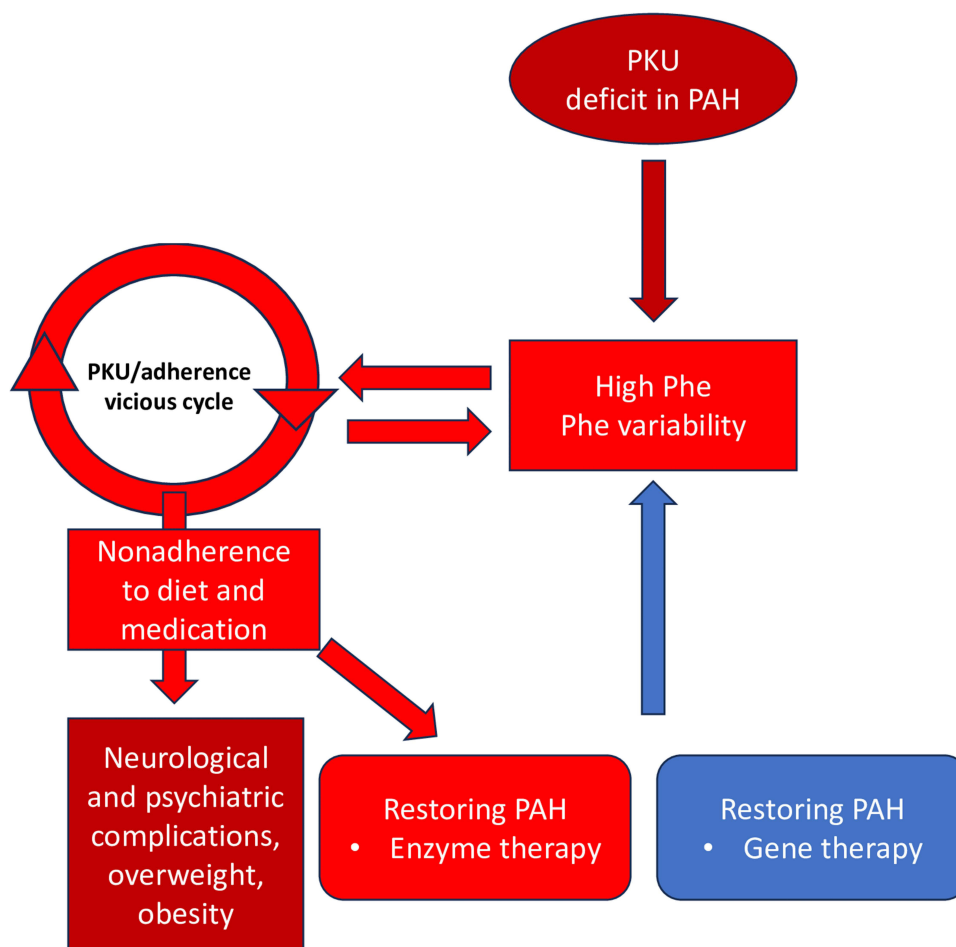 PKU
deficit in PAH
PKU/adherence
vicious cycle
High Phe
Phe variability
Nonadherence
to diet and
medication
Neurological
and psychiatric
complications,
overweight,
obesity
Restoring PAH
• Enzyme therapy
Restoring PAH
• Gene therapy